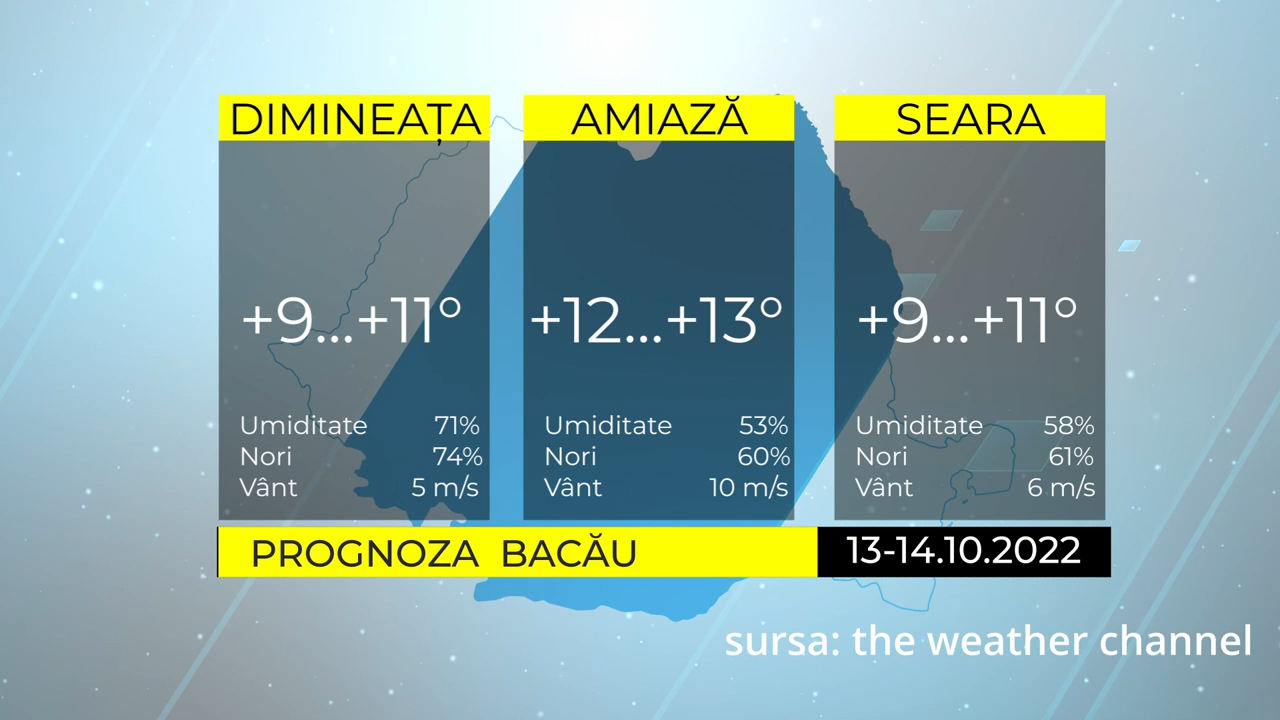 DIMINEAȚA
+9...+11°
Umiditate 71%
Nori 74%
Vânt 5 m/s
AMIAZĂ
+12...+13°
Umiditate 53%
Nori 60%
Vânt 10 m/s
SEARA
+9...+11°
Umiditate 58%
Nori 61%
Vânt 6 m/s
PROGNOZA BACĂU
13-14.10.2022
sursa: the weather channel